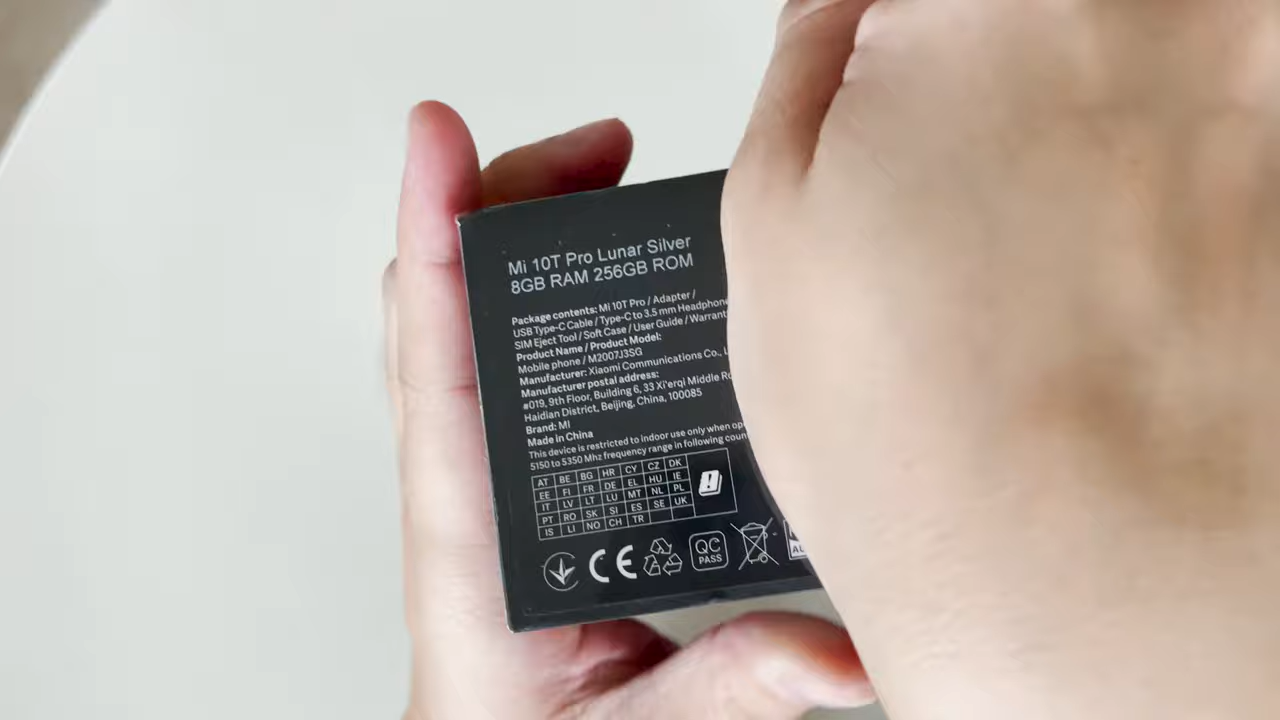 Mi 10T Pro Lunar Silver
8GB RAM 256GB ROM
Package contents: Mi 10T Pro / Adapter /
USB Type-C Cable / Type-C to 3.5 mm Headphone
SIM Eject Tool / Soft Case / User Guide / Warrant
Product Name / Product Model:
Mobile phone / M2007J3SG
Manufacturer: Xiaomi Communications Co., L
Manufacturer postal address:
#019, 9th Floor, Building 6, 33 Xi'erqi Middle Ro
Haidian District, Beijing, China, 100085
Brand: MI
Made in China
This device is restricted to indoor use only when op
5150 to 5350 Mhz frequency range in following coun
AT BE BG HR CY CZ DK
EE FI FR DE EL HU IE
IT LV LT LU MT NL PL
PT RO SK SI ES SE UK
IS LI NO CH TR
CE QC
PASS
AL